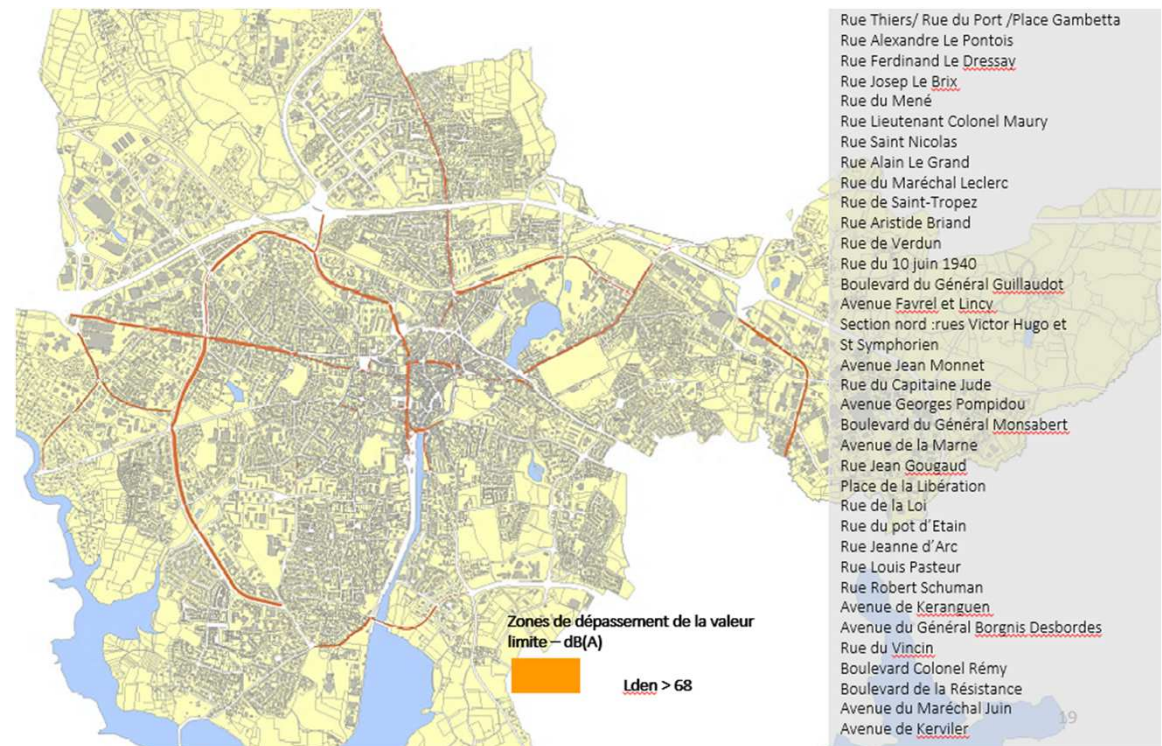 Rue Thiers/ Rue du Port /Place Gambetta
Rue Alexandre Le Pontois
Rue Ferdinand Le Dressay
Rue Josep Le Brix
Rue du Mené
Rue Lieutenant Colonel Maury
Rue Saint Nicolas
Rue Alain Le Grand
Rue du Maréchal Leclerc
Rue de Saint-Tropez
Rue Aristide Briand
Rue de Verdun
Rue du 10 juin 1940
Boulevard du Général Guillaudot
Avenue Favrel et Lincy
Section nord :rues Victor Hugo et
St Symphorien
Avenue Jean Monnet
Rue du Capitaine Jude
Avenue Georges Pompidou
Boulevard du Général Monsabert
Avenue de la Marne
Rue Jean Gougaud
Place de la Libération
Rue de la Loi
Rue du pot d'Etain
Rue Jeanne d'Arc
Rue Louis Pasteur
Rue Robert Schuman
Avenue de Keranguen
Avenue du Général Borgnis Desbordes
Rue du Vincin
Boulevard Colonel Rémy
Boulevard de la Résistance
Avenue du Maréchal Juin
Avenue de Kerviler
19
Zones de dépassement de la valeur
limite – dB(A)
Lden > 68